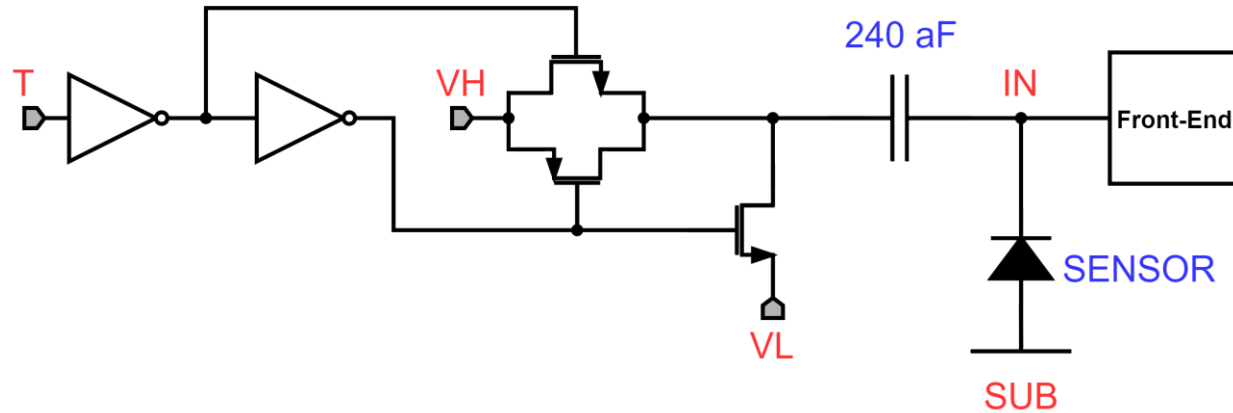 240 aF
T
VH
IN
Front-End
SENSOR
VL
SUB